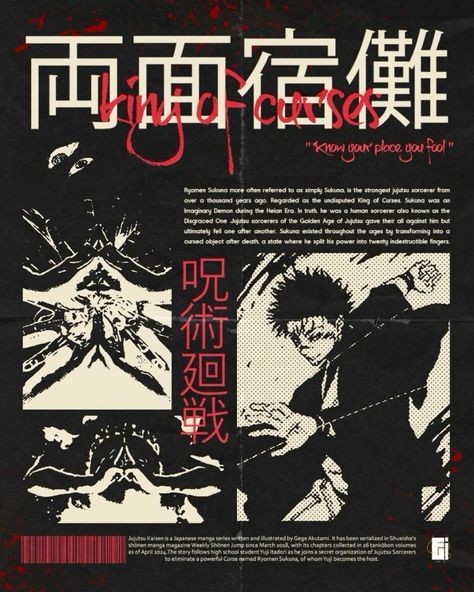 両面宿儺
king of curses
"Know your place, you fool"
Ryomen Sukuna more often referred to as simply Sukuna, is the strongest jujutsu sorcerer from
over a thousand years ago. Regarded as the undisputed King of Curses. Sukuna was an
Imaginary Demon during the Heian Era. In truth, he was a human sorcerer also known as the
Disgraced One Jujutsu sorcerers of the Golden Age of Jujutsu gave their all against him but
ultimately fell one after another. Sukuna existed throughout the ages by transforming into a
cursed object after death, a state where he split his power into twenty indestructible fingers.
呪術廻戦
Jujutsu Kaisen is a Japanese manga series written and illustrated by Gege Akutami. It has been serialized in Shueisha's
shōnen manga magazine Weekly Shōnen Jump since March 2018, with its chapters collected in 26 tankōbon volumes
as of April 2024. The story follows high school student Yuji Itadori as he joins a secret organization of Jujutsu Sorcerers
to eliminate a powerful Curse named Ryomen Sukuna, of whom Yuji becomes the host.